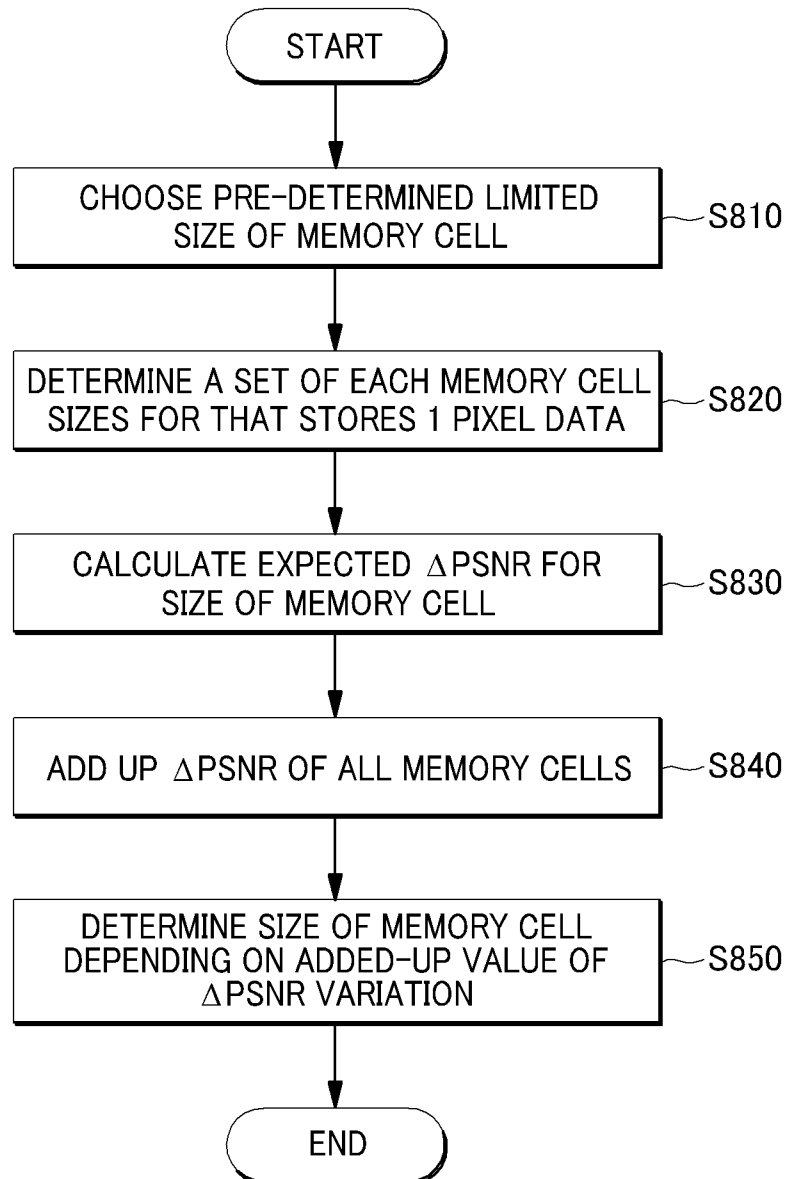 START
CHOOSE PRE-DETERMINED LIMITED
SIZE OF MEMORY CELL
S810
DETERMINE A SET OF EACH MEMORY CELL
SIZES FOR THAT STORES 1 PIXEL DATA
S820
CALCULATE EXPECTED ΔPSNR FOR
SIZE OF MEMORY CELL
S830
ADD UP ΔPSNR OF ALL MEMORY CELLS
S840
DETERMINE SIZE OF MEMORY CELL
DEPENDING ON ADDED-UP VALUE OF
ΔPSNR VARIATION
S850
END